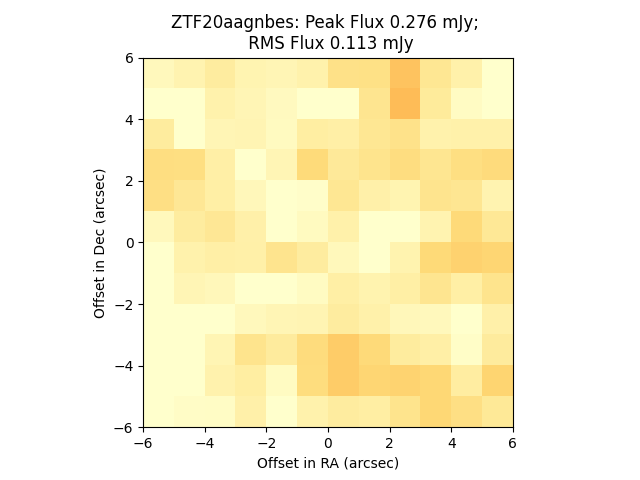 ZTF20aagnbes: Peak Flux 0.276 mJy;
RMS Flux 0.113 mJy
6
4
2
0
−2
−4
−6
Offset in Dec (arcsec)
−6 −4 −2 0 2 4 6
Offset in RA (arcsec)